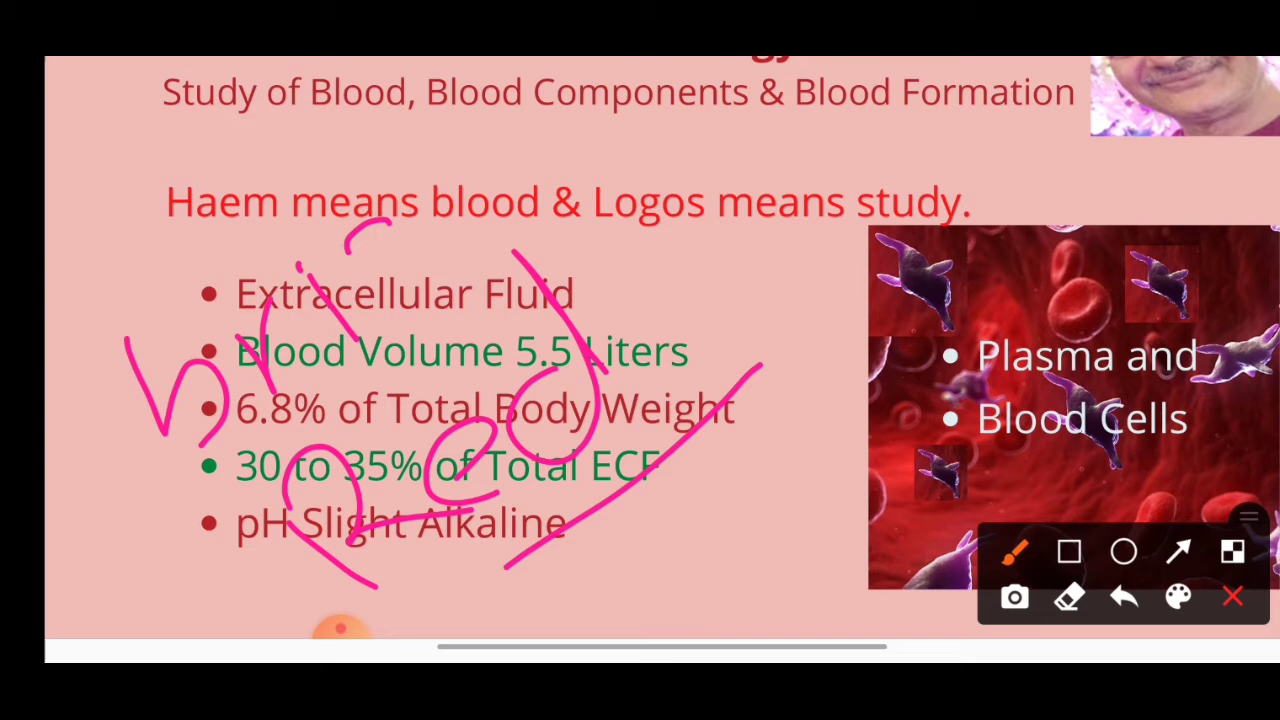 Study of Blood, Blood Components & Blood Formation
Haem means blood & Logos means study.
• Extracellular Fluid
• Blood Volume 5.5 Liters
• 6.8% of Total Body Weight
• 30 to 35% of Total ECF
• pH Slight Alkaline
• Plasma and
• Blood Cells
Red